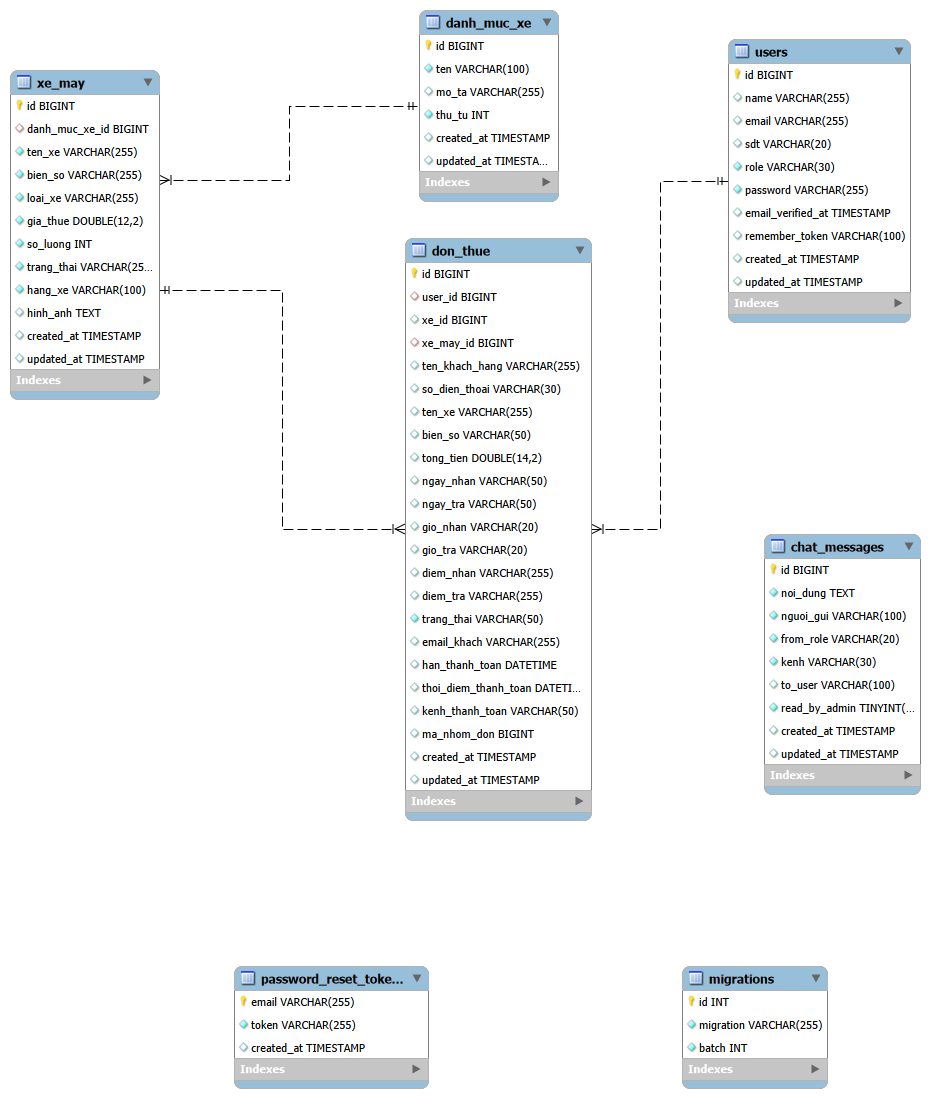 danh_muc_xe
id BIGINT
ten VARCHAR(100)
mo_ta VARCHAR(255)
thu_tu INT
created_at TIMESTAMP
updated_at TIMESTA...
Indexes
users
id BIGINT
name VARCHAR(255)
email VARCHAR(255)
sdt VARCHAR(20)
role VARCHAR(30)
password VARCHAR(255)
email_verified_at TIMESTAMP
remember_token VARCHAR(100)
created_at TIMESTAMP
updated_at TIMESTAMP
Indexes
xe_may
id BIGINT
danh_muc_xe_id BIGINT
ten_xe VARCHAR(255)
bien_so VARCHAR(255)
loai_xe VARCHAR(255)
gia_thue DOUBLE(12,2)
so_luong INT
trang_thai VARCHAR(25...
hang_xe VARCHAR(100)
hinh_anh TEXT
created_at TIMESTAMP
updated_at TIMESTAMP
Indexes
don_thue
id BIGINT
user_id BIGINT
xe_id BIGINT
xe_may_id BIGINT
ten_khach_hang VARCHAR(255)
so_dien_thoai VARCHAR(30)
ten_xe VARCHAR(255)
bien_so VARCHAR(50)
tong_tien DOUBLE(14,2)
ngay_nhan VARCHAR(50)
ngay_tra VARCHAR(50)
gio_nhan VARCHAR(20)
gio_tra VARCHAR(20)
diem_nhan VARCHAR(255)
diem_tra VARCHAR(255)
trang_thai VARCHAR(50)
email_khach VARCHAR(255)
han_thanh_toan DATETIME
thoi_diem_thanh_toan DATETI...
kenh_thanh_toan VARCHAR(50)
ma_nhom_don BIGINT
created_at TIMESTAMP
updated_at TIMESTAMP
Indexes
chat_messages
id BIGINT
noi_dung TEXT
nguoi_gui VARCHAR(100)
from_role VARCHAR(20)
kenh VARCHAR(30)
to_user VARCHAR(100)
read_by_admin TINYINT(...
created_at TIMESTAMP
updated_at TIMESTAMP
Indexes
password_reset_toke...
email VARCHAR(255)
token VARCHAR(255)
created_at TIMESTAMP
Indexes
migrations
id INT
migration VARCHAR(255)
batch INT
Indexes